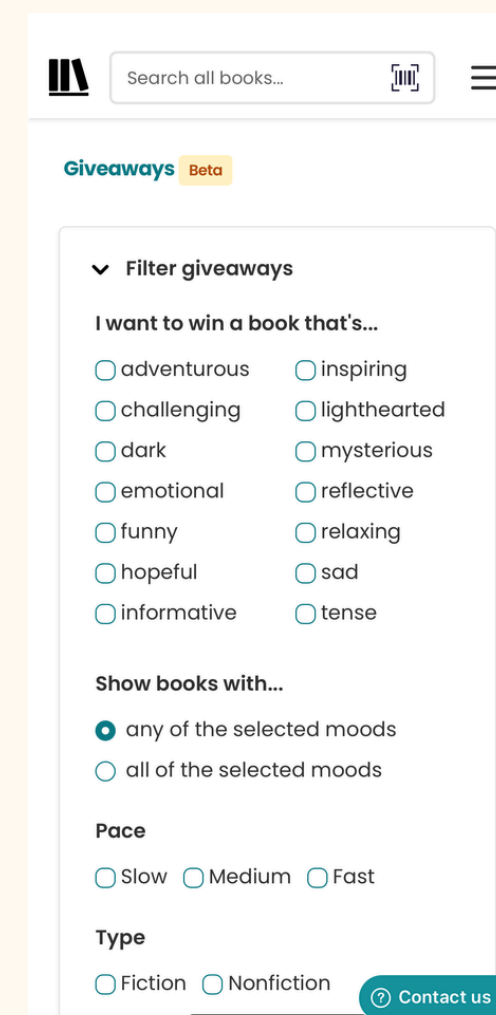 Search all books...
Giveaways Beta
Filter giveaways
I want to win a book that's...
adventurous inspiring
challenging lighthearted
dark mysterious
emotional reflective
funny relaxing
hopeful sad
informative tense
Show books with...
any of the selected moods
all of the selected moods
Pace
Slow Medium Fast
Type
Fiction Nonfiction
? Contact us